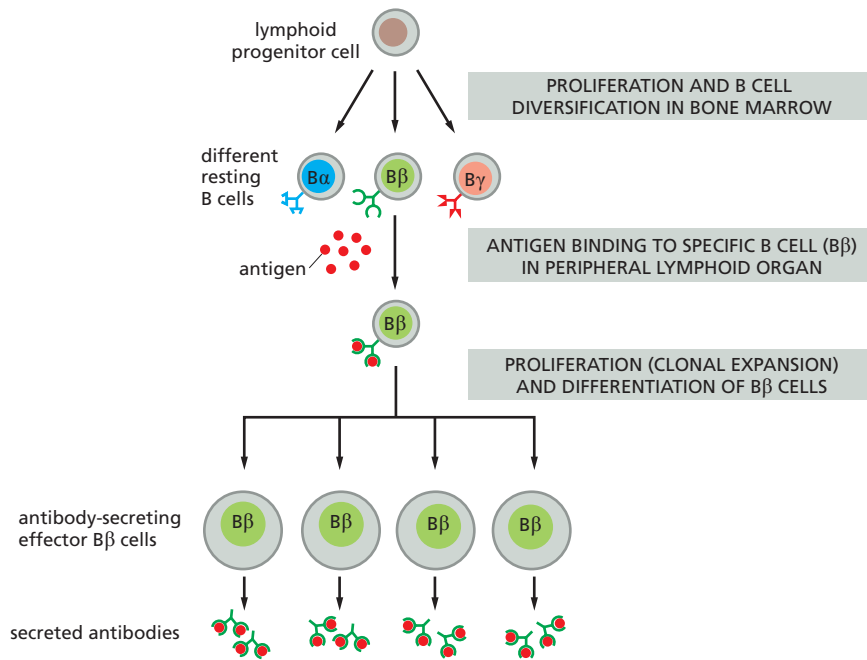 lymphoid
progenitor cell
PROLIFERATION AND B CELL
DIVERSIFICATION IN BONE MARROW
different
resting
B cells
Bα
Bβ
Bγ
antigen
ANTIGEN BINDING TO SPECIFIC B CELL (Bβ)
IN PERIPHERAL LYMPHOID ORGAN
Bβ
PROLIFERATION (CLONAL EXPANSION)
AND DIFFERENTIATION OF Bβ CELLS
antibody-secreting
effector Bβ cells
Bβ
Bβ
Bβ
Bβ
secreted antibodies